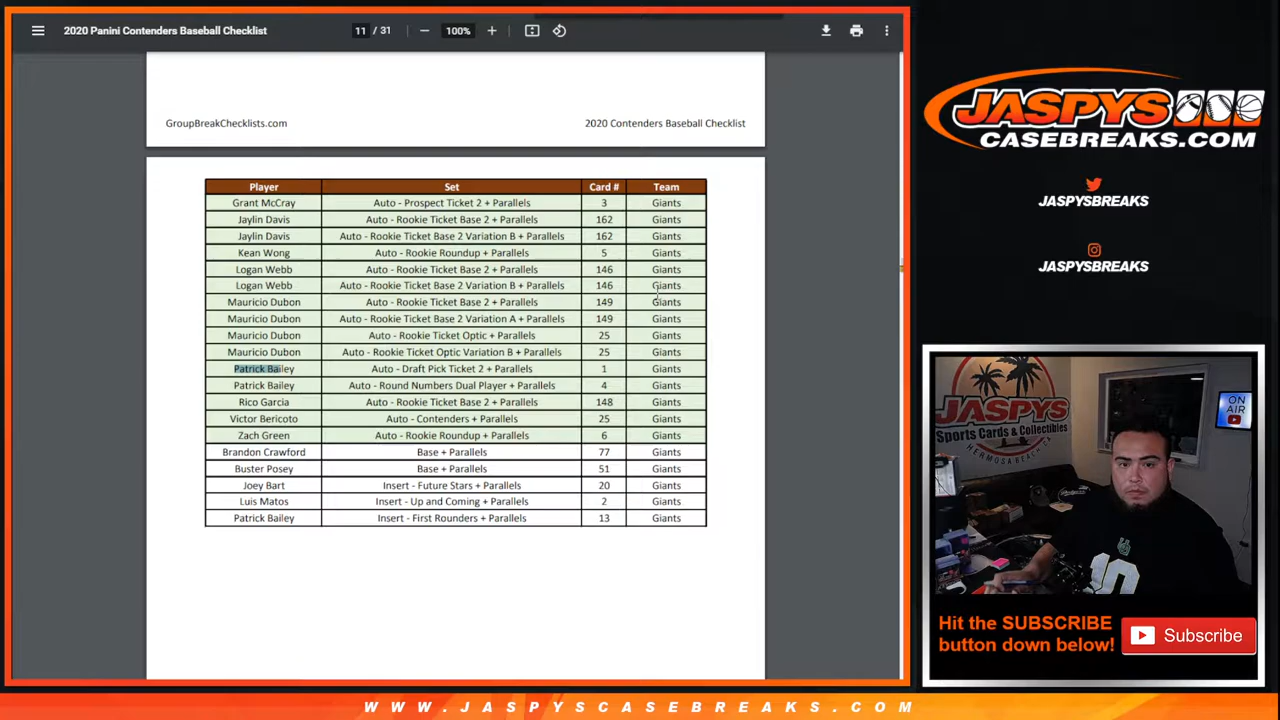 2020 Panini Contenders Baseball Checklist 11 / 31 100%
GroupBreakChecklists.com 2020 Contenders Baseball Checklist
Player Set Card # Team
Grant McCray Auto - Prospect Ticket 2 + Parallels 3 Giants
Jaylin Davis Auto - Rookie Ticket Base 2 + Parallels 162 Giants
Jaylin Davis Auto - Rookie Ticket Base 2 Variation B + Parallels 162 Giants
Kean Wong Auto - Rookie Roundup + Parallels 5 Giants
Logan Webb Auto - Rookie Ticket Base 2 + Parallels 146 Giants
Logan Webb Auto - Rookie Ticket Base 2 Variation B + Parallels 146 Giants
Mauricio Dubon Auto - Rookie Ticket Base 2 + Parallels 149 Giants
Mauricio Dubon Auto - Rookie Ticket Base 2 Variation A + Parallels 149 Giants
Mauricio Dubon Auto - Rookie Ticket Optic + Parallels 25 Giants
Mauricio Dubon Auto - Rookie Ticket Optic Variation B + Parallels 25 Giants
Patrick Bailey Auto - Draft Pick Ticket 2 + Parallels 1 Giants
Patrick Bailey Auto - Round Numbers Dual Player + Parallels 4 Giants
Rico Garcia Auto - Rookie Ticket Base 2 + Parallels 148 Giants
Victor Bericoto Auto - Contenders + Parallels 25 Giants
Zach Green Auto - Rookie Roundup + Parallels 6 Giants
Brandon Crawford Base + Parallels 77 Giants
Buster Posey Base + Parallels 51 Giants
Joey Bart Insert - Future Stars + Parallels 20 Giants
Luis Matos Insert - Up and Coming + Parallels 2 Giants
Patrick Bailey Insert - First Rounders + Parallels 13 Giants
JASPYS
CASEBREAKS.COM
JASPYSBREAKS
JASPYSBREAKS
JASPYS
Sports Cards & Collectibles
HERMOSA BEACH CA
ON
AIR
10
Hit the SUBSCRIBE
button down below!
Subscribe
WWW.JASPYSCASEBREAKS.COM